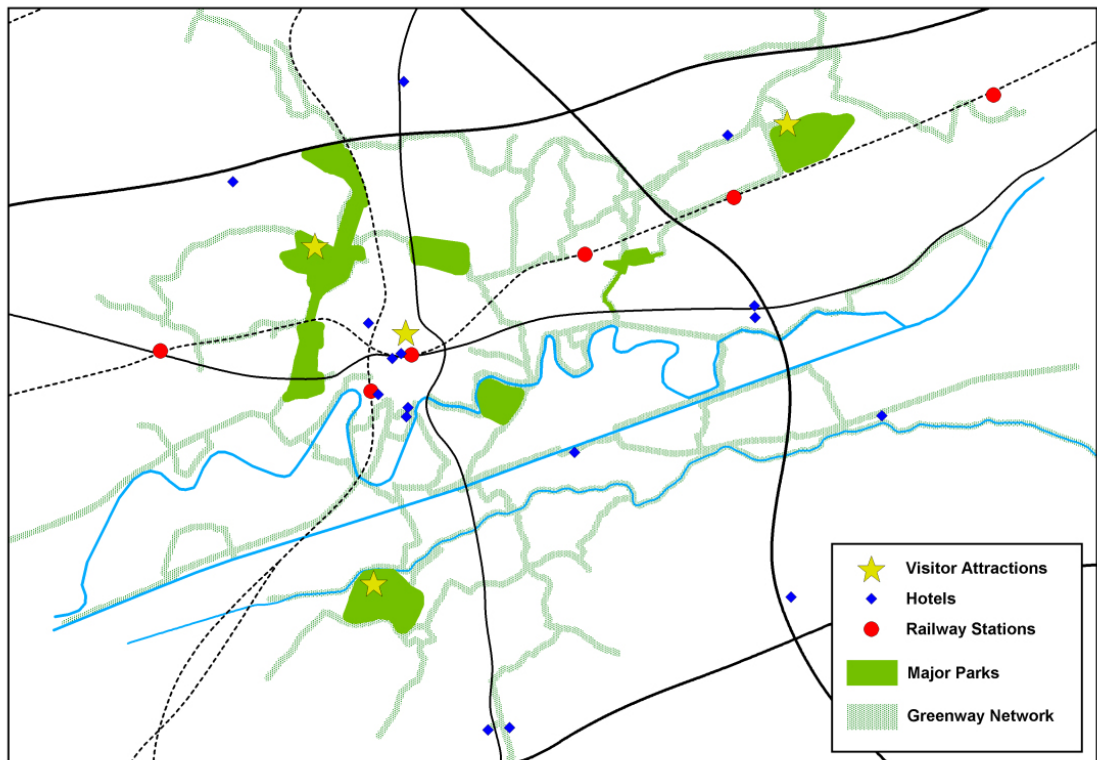 Visitor Attractions
Hotels
Railway Stations
Major Parks
Greenway Network